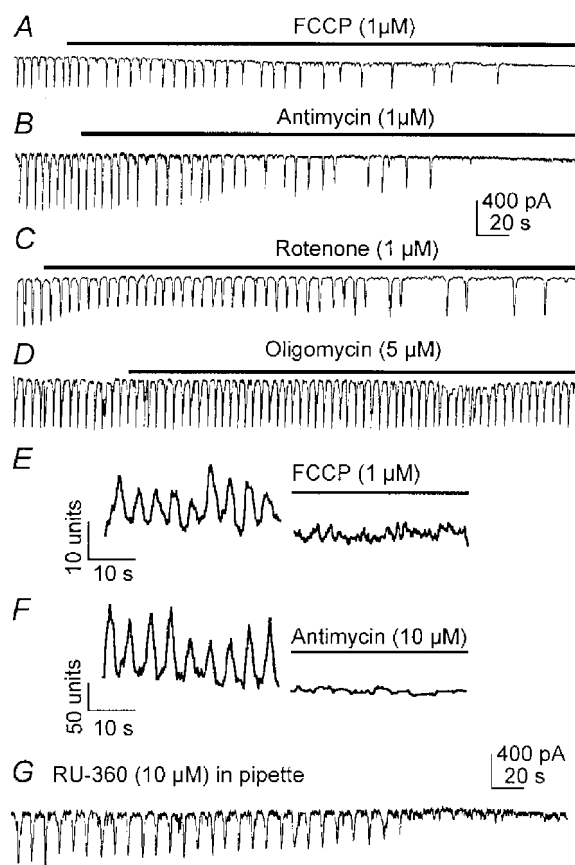 A
FCCP (1µM)
B
Antimycin (1µM)
400 pA
20 s
C
Rotenone (1 µM)
D
Oligomycin (5 µM)
E
FCCP (1 µM)
10 units
10 s
F
Antimycin (10 µM)
50 units
10 s
400 pA
20 s
G RU-360 (10 µM) in pipette